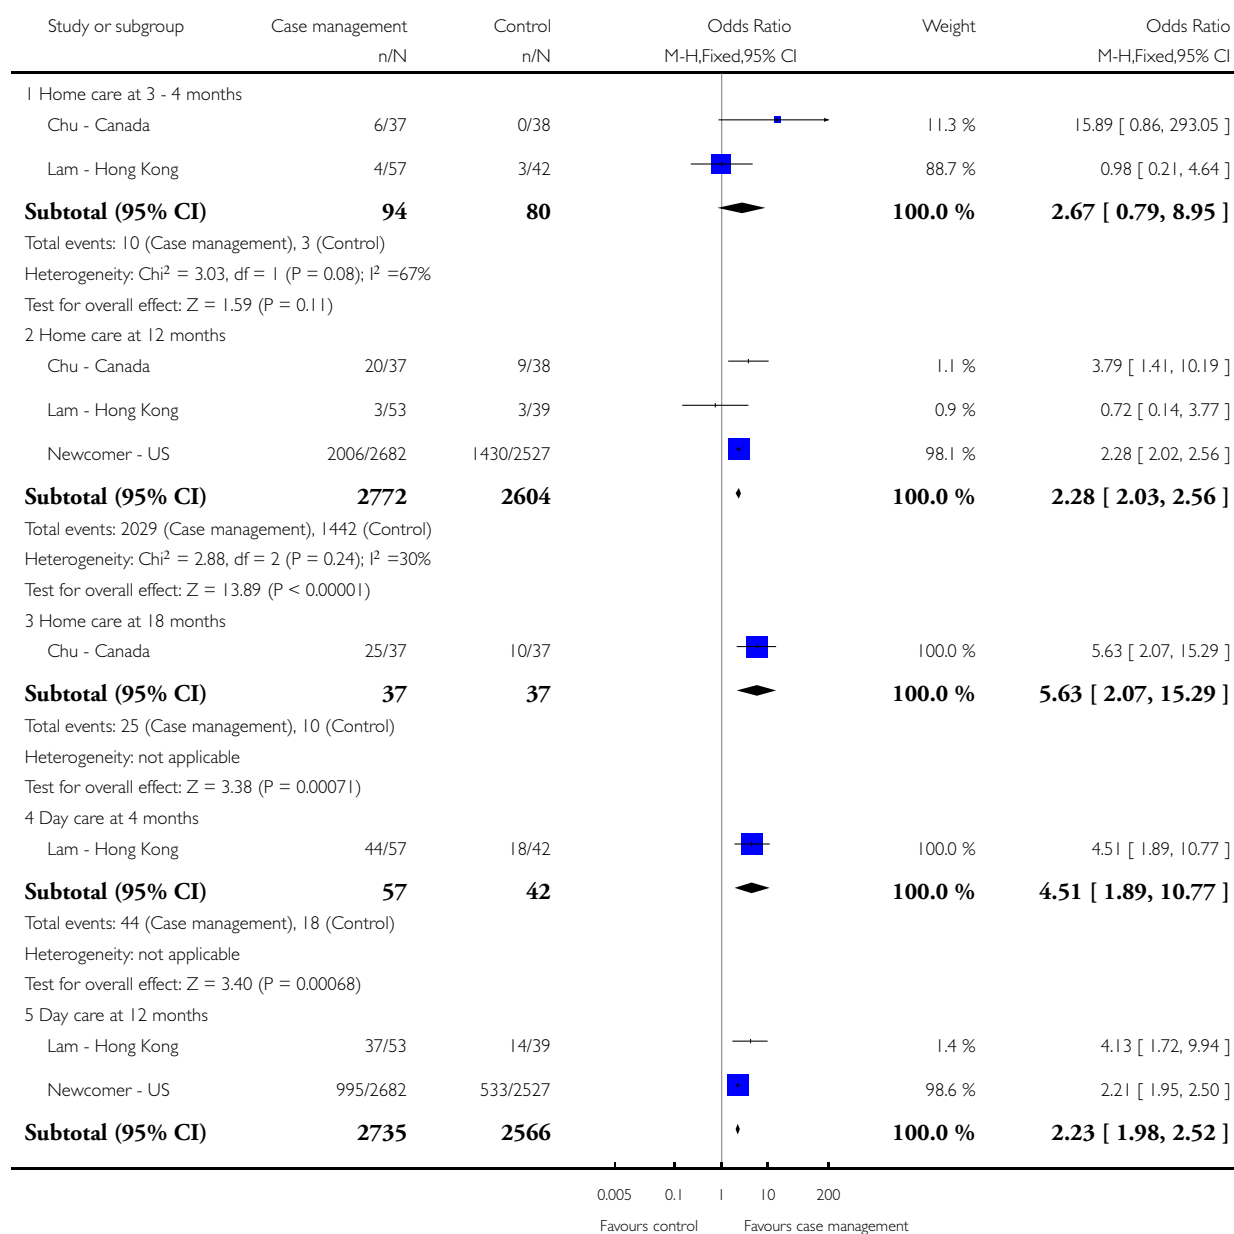 Study or subgroup Case management Control Odds Ratio Weight Odds Ratio
n/N n/N M-H,Fixed,95% CI M-H,Fixed,95% CI
1 Home care at 3 - 4 months
Chu - Canada 6/37 0/38 11.3 % 15.89 [ 0.86, 293.05 ]
Lam - Hong Kong 4/57 3/42 88.7 % 0.98 [ 0.21, 4.64 ]
Subtotal (95% CI) 94 80 100.0 % 2.67 [ 0.79, 8.95 ]
Total events: 10 (Case management), 3 (Control)
Heterogeneity: Chi² = 3.03, df = 1 (P = 0.08); I² =67%
Test for overall effect: Z = 1.59 (P = 0.11)
2 Home care at 12 months
Chu - Canada 20/37 9/38 1.1 % 3.79 [ 1.41, 10.19 ]
Lam - Hong Kong 3/53 3/39 0.9 % 0.72 [ 0.14, 3.77 ]
Newcomer - US 2006/2682 1430/2527 98.1 % 2.28 [ 2.02, 2.56 ]
Subtotal (95% CI) 2772 2604 100.0 % 2.28 [ 2.03, 2.56 ]
Total events: 2029 (Case management), 1442 (Control)
Heterogeneity: Chi² = 2.88, df = 2 (P = 0.24); I² =30%
Test for overall effect: Z = 13.89 (P < 0.00001)
3 Home care at 18 months
Chu - Canada 25/37 10/37 100.0 % 5.63 [ 2.07, 15.29 ]
Subtotal (95% CI) 37 37 100.0 % 5.63 [ 2.07, 15.29 ]
Total events: 25 (Case management), 10 (Control)
Heterogeneity: not applicable
Test for overall effect: Z = 3.38 (P = 0.00071)
4 Day care at 4 months
Lam - Hong Kong 44/57 18/42 100.0 % 4.51 [ 1.89, 10.77 ]
Subtotal (95% CI) 57 42 100.0 % 4.51 [ 1.89, 10.77 ]
Total events: 44 (Case management), 18 (Control)
Heterogeneity: not applicable
Test for overall effect: Z = 3.40 (P = 0.00068)
5 Day care at 12 months
Lam - Hong Kong 37/53 14/39 1.4 % 4.13 [ 1.72, 9.94 ]
Newcomer - US 995/2682 533/2527 98.6 % 2.21 [ 1.95, 2.50 ]
Subtotal (95% CI) 2735 2566 100.0 % 2.23 [ 1.98, 2.52 ]
0.005 0.1 1 10 200
Favours control Favours case management